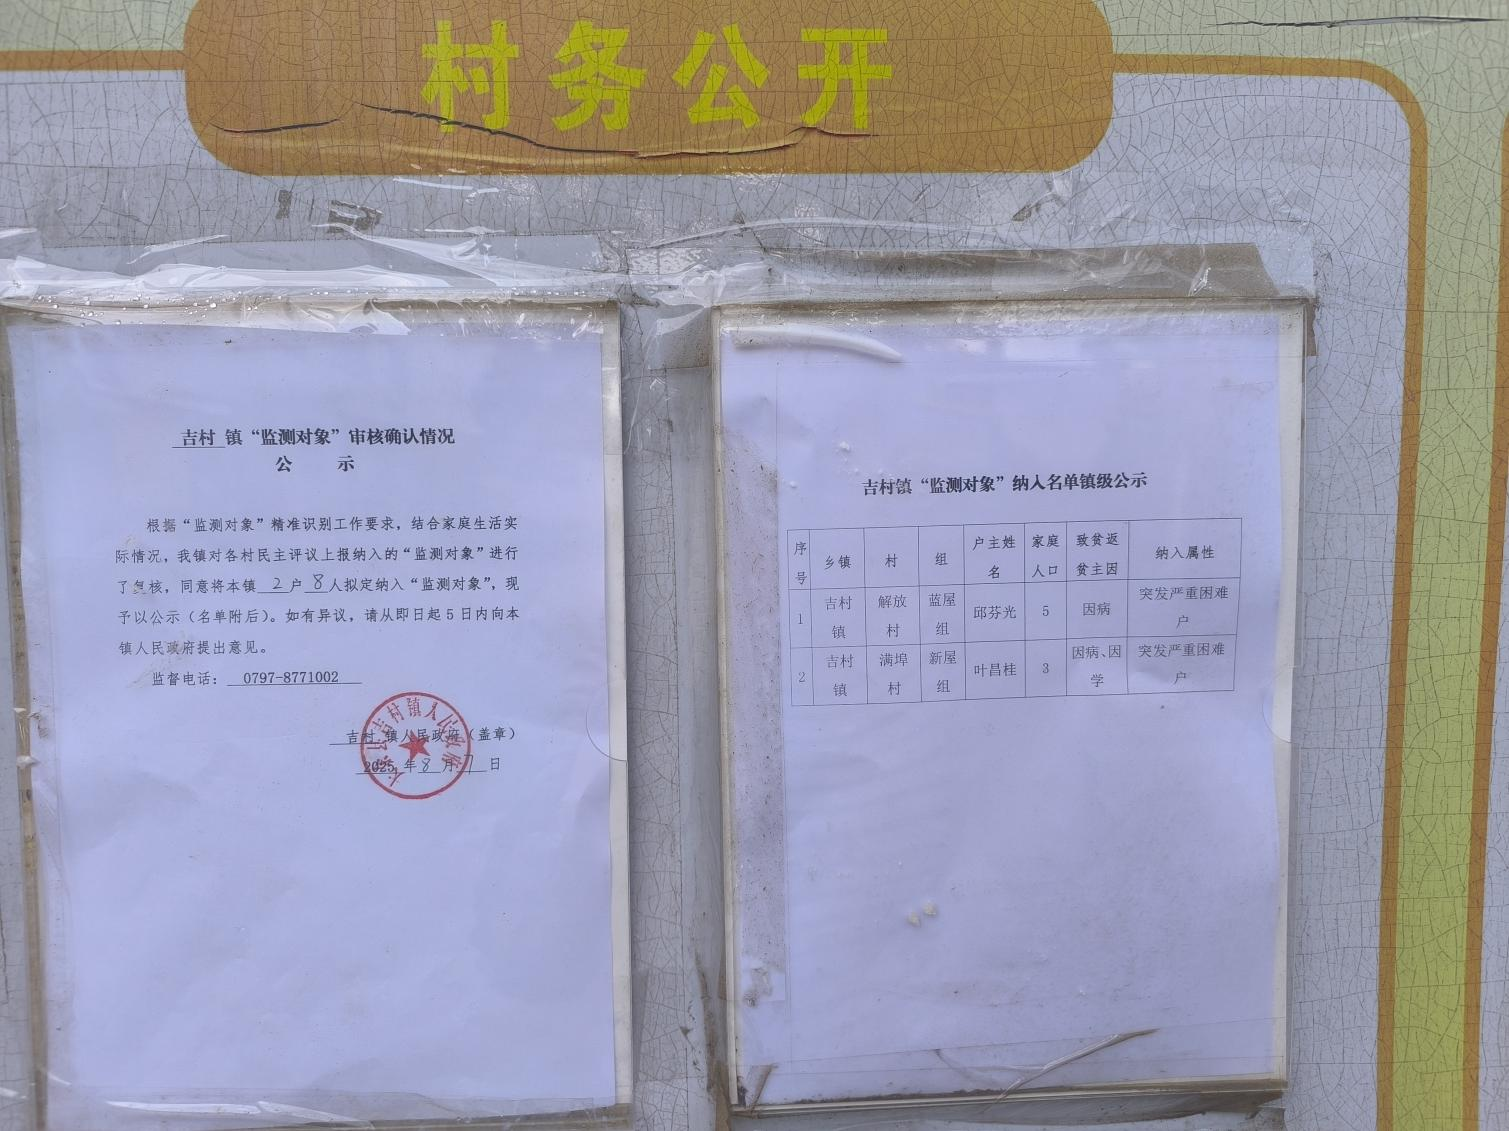 村务公开
吉村 镇“监测对象”审核确认情况
公 示
根据“监测对象”精准识别工作要求，结合家庭生活实
际情况，我镇对各村民主评议上报纳入的“监测对象”进行
了复核，同意将本镇 2 户 8 人拟定纳入“监测对象”，现
予以公示（名单附后）。如有异议，请从即日起5日内向本
镇人民政府提出意见。
监督电话： 0797-8771002
吉村 镇人民政府（盖章）
2025 年 8 月 7 日
吉村镇人民政府
吉村镇“监测对象”纳入名单镇级公示
序号 乡镇 村 组 户主姓名 家庭人口 致贫返贫主因 纳入属性
1 吉村镇 解放村 蓝屋组 邱芬光 5 因病 突发严重困难户
2 吉村镇 满埠村 新屋组 叶昌桂 3 因病、因学 突发严重困难户